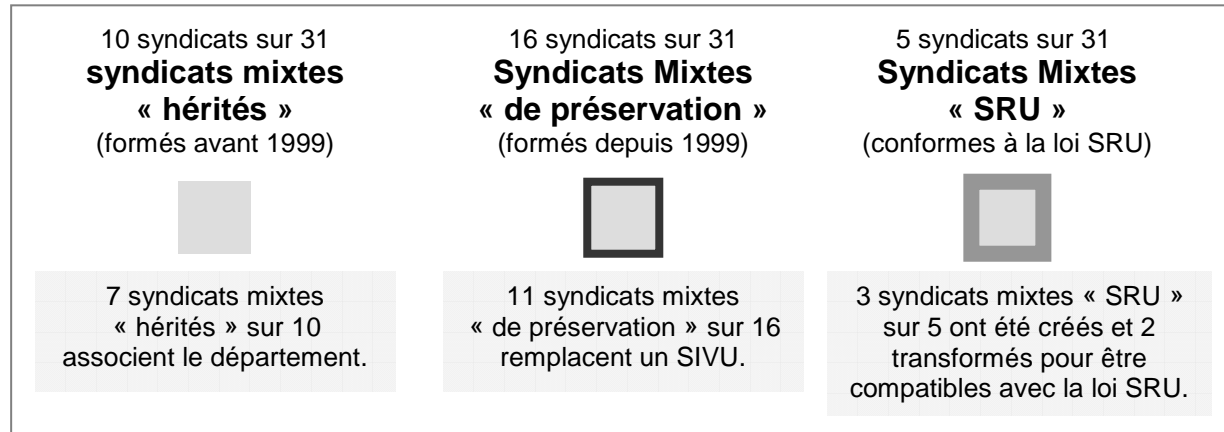 10 syndicats sur 31
syndicats mixtes
« hérités »
(formés avant 1999)
7 syndicats mixtes
« hérités » sur 10
associent le département.
16 syndicats sur 31
Syndicats Mixtes
« de préservation »
(formés depuis 1999)
11 syndicats mixtes
« de préservation » sur 16
remplacent un SIVU.
5 syndicats sur 31
Syndicats Mixtes
« SRU »
(conformes à la loi SRU)
3 syndicats mixtes « SRU »
sur 5 ont été créés et 2
transformés pour être
compatibles avec la loi SRU.